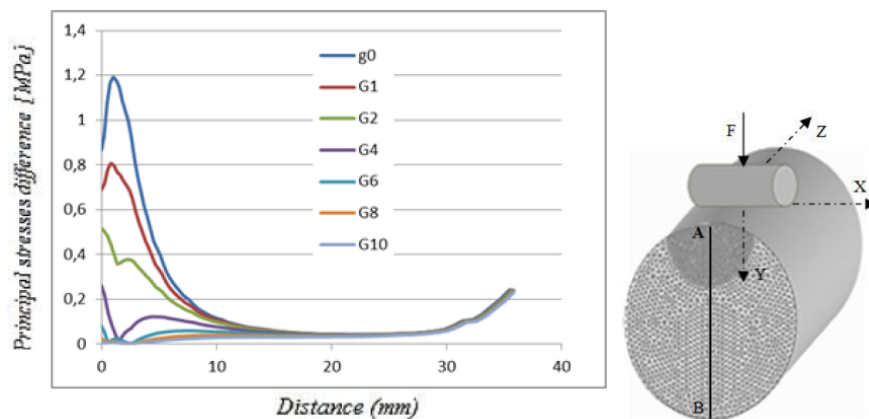 1,4
1,2
1
0,8
0,6
0,4
0,2
0
0 10 20 30 40
Principal stresses difference [MPa]
Distance (mm)
g0
G1
G2
G4
G6
G8
G10
F
Z
X
A
Y
B